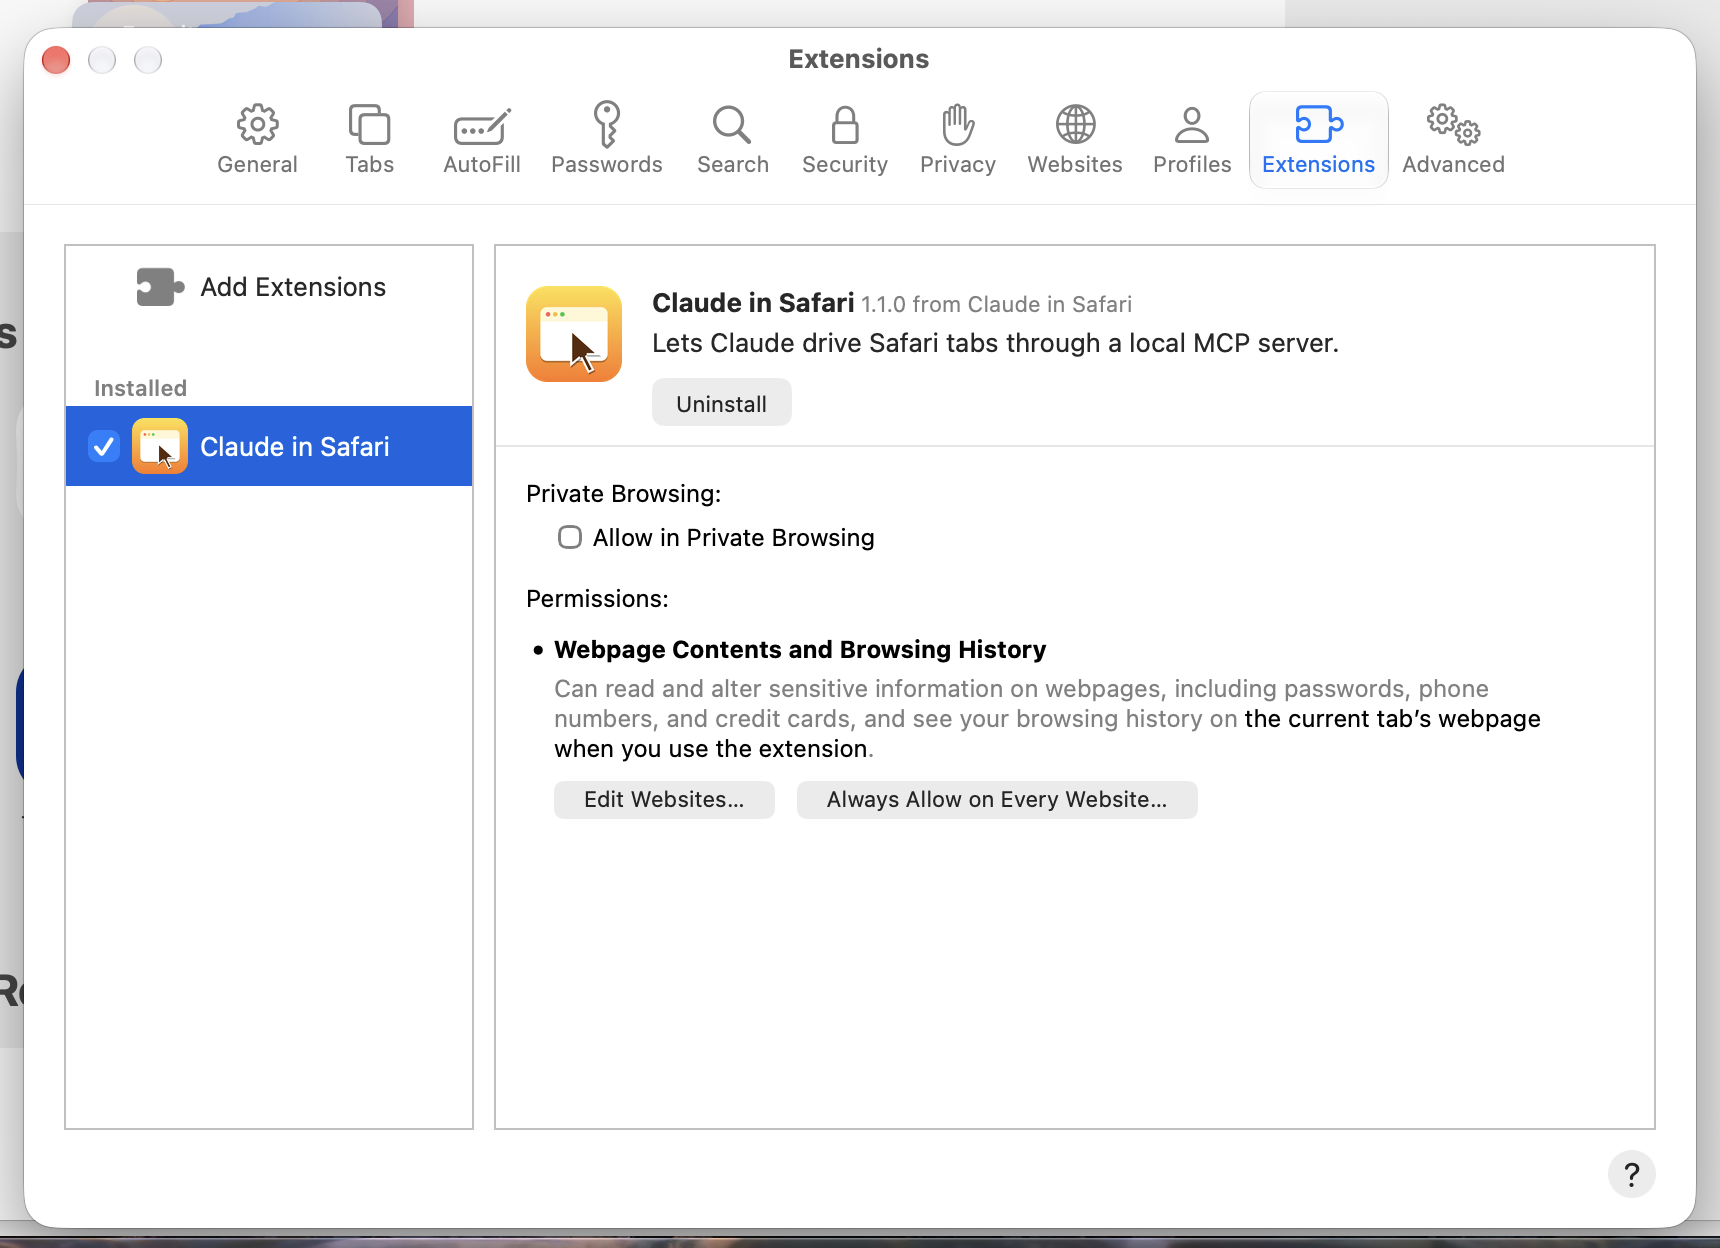 Extensions
General
Tabs
AutoFill
Passwords
Search
Security
Privacy
Websites
Profiles
Extensions
Advanced
Add Extensions
Installed
Claude in Safari
Claude in Safari 1.1.0 from Claude in Safari
Lets Claude drive Safari tabs through a local MCP server.
Uninstall
Private Browsing:
Allow in Private Browsing
Permissions:
• Webpage Contents and Browsing History
Can read and alter sensitive information on webpages, including passwords, phone
numbers, and credit cards, and see your browsing history on the current tab’s webpage
when you use the extension.
Edit Websites...
Always Allow on Every Website...
?
s